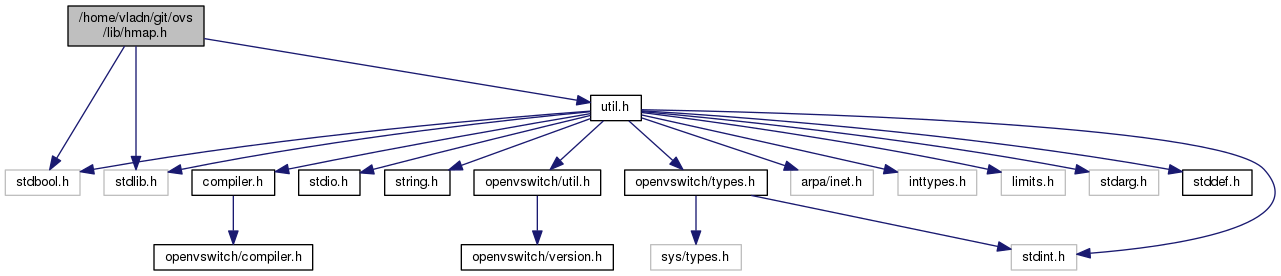 /home/vladn/git/ovs
/lib/hmap.h
util.h
stdbool.h
stdlib.h
compiler.h
stdio.h
string.h
openvswitch/util.h
openvswitch/types.h
arpa/inet.h
inttypes.h
limits.h
stdarg.h
stddef.h
openvswitch/compiler.h
openvswitch/version.h
sys/types.h
stdint.h